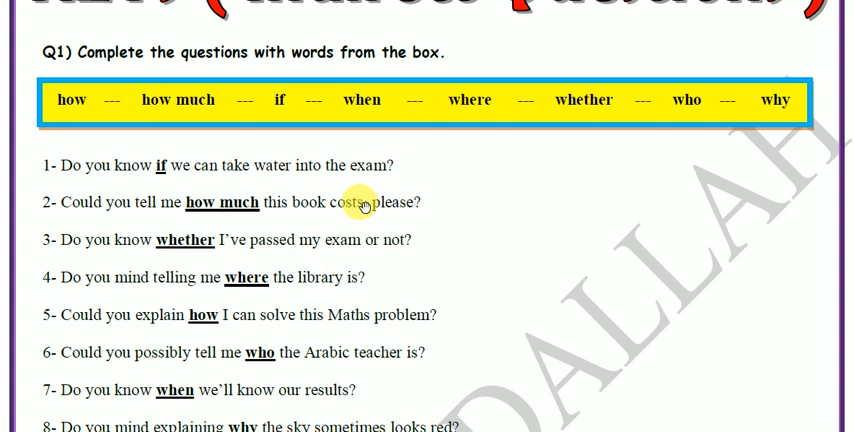 Q1) Complete the questions with words from the box.
how --- how much --- if --- when --- where --- whether --- who --- why
1- Do you know if we can take water into the exam?
2- Could you tell me how much this book costs, please?
3- Do you know whether I've passed my exam or not?
4- Do you mind telling me where the library is?
5- Could you explain how I can solve this Maths problem?
6- Could you possibly tell me who the Arabic teacher is?
7- Do you know when we'll know our results?
8- Do you mind explaining why the sky sometimes looks red?
DALLAH